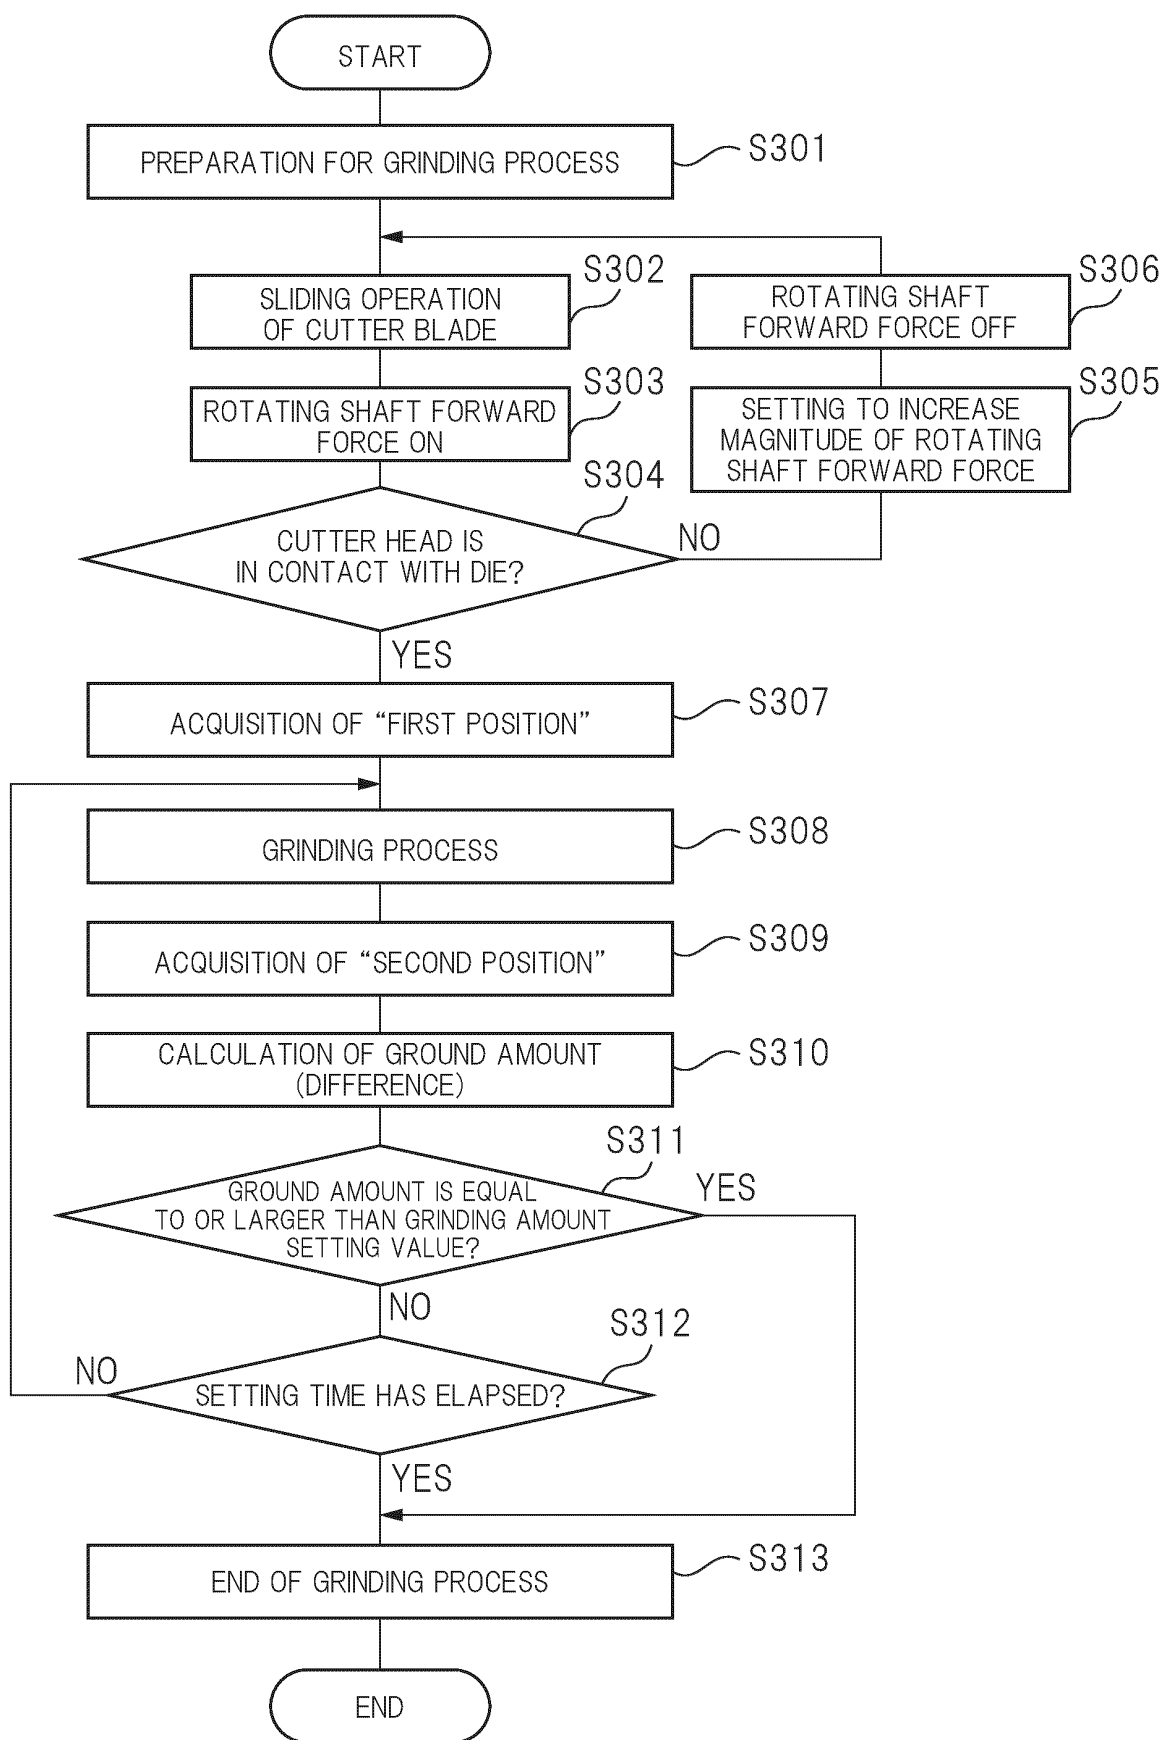 START
PREPARATION FOR GRINDING PROCESS
S301
S302
SLIDING OPERATION
OF CUTTER BLADE
S306
ROTATING SHAFT
FORWARD FORCE OFF
S303
ROTATING SHAFT FORWARD
FORCE ON
S305
SETTING TO INCREASE
MAGNITUDE OF ROTATING
SHAFT FORWARD FORCE
S304
CUTTER HEAD IS
IN CONTACT WITH DIE?
NO
YES
ACQUISITION OF “FIRST POSITION”
S307
GRINDING PROCESS
S308
ACQUISITION OF “SECOND POSITION”
S309
CALCULATION OF GROUND AMOUNT
(DIFFERENCE)
S310
S311
GROUND AMOUNT IS EQUAL
TO OR LARGER THAN GRINDING AMOUNT
SETTING VALUE?
YES
NO
S312
SETTING TIME HAS ELAPSED?
NO
YES
END OF GRINDING PROCESS
S313
END